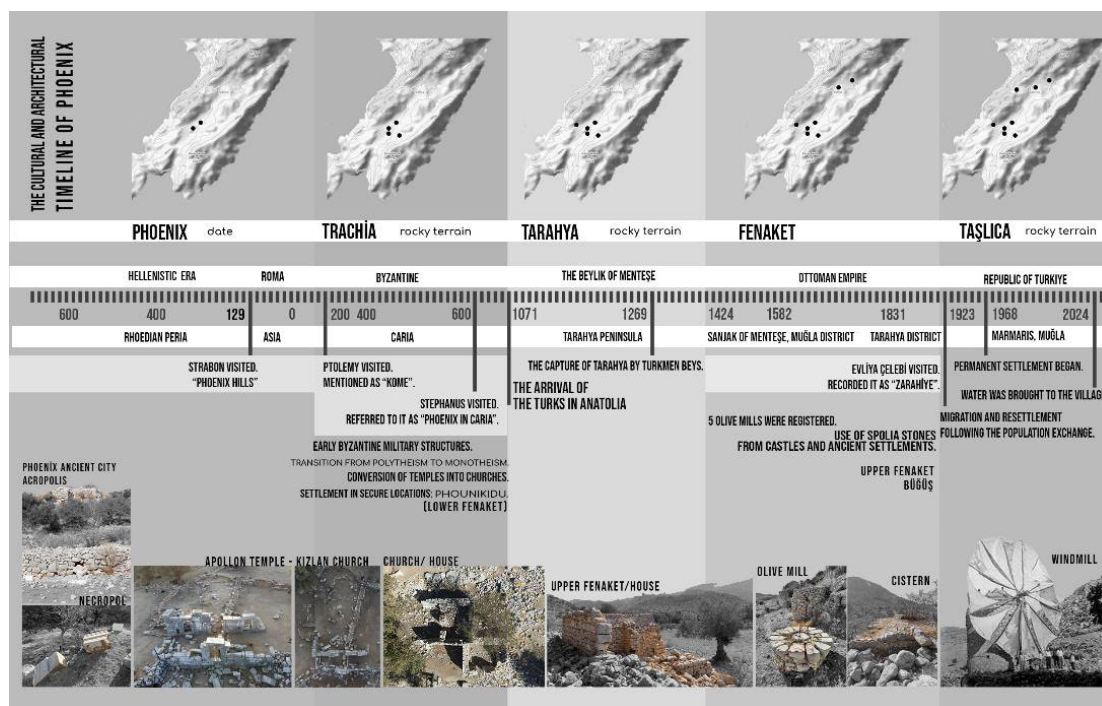 THE CULTURAL AND ARCHITECTURAL
TIMELINE OF PHOENIX
PHOENIX date
TRACHİA rocky terrain
TARAHYA rocky terrain
FENAKET
TAŞLICA rocky terrain
HELLENISTIC ERA
ROMA
BYZANTINE
THE BEYLIK OF MENTEŞE
OTTOMAN EMPIRE
REPUBLIC OF TURKIYE
600 400 129 0 200 400 600 1071 1269 1424 1582 1831 1923 1968 2024
RHOEDIAN PERIA
ASIA
CARIA
TARAHYA PENINSULA
SANJAK OF MENTEŞE, MUĞLA DISTRICT
TARAHYA DISTRICT
MARMARIS, MUĞLA
STRABON VISITED.
"PHOENIX HILLS"
PTOLEMY VISITED.
MENTIONED AS "KOME".
STEPHANUS VISITED.
REFERRED TO IT AS "PHOENIX IN CARIA".
THE CAPTURE OF TARAHYA BY TURKMEN BEYS.
THE ARRIVAL OF
THE TURKS IN ANATOLIA
EVLİYA ÇELEBİ VISITED.
RECORDED IT AS "ZARAHİYE".
PERMANENT SETTLEMENT BEGAN.
WATER WAS BROUGHT TO THE VILLAG
MIGRATION AND RESETTLEMENT
FOLLOWING THE POPULATION EXCHANGE.
5 OLIVE MILLS WERE REGISTERED.
USE OF SPOLIA STONES
FROM CASTLES AND ANCIENT SETTLEMENTS.
UPPER FENAKET
BÜĞÜŞ
EARLY BYZANTINE MILITARY STRUCTURES.
TRANSITION FROM POLYTHEISM TO MONOTHEISM.
CONVERSION OF TEMPLES INTO CHURCHES.
SETTLEMENT IN SECURE LOCATIONS; PHOUNIKIDU.
(LOWER FENAKET)
PHOENİX ANCIENT CITY
ACROPOLIS
NECROPOL
APOLLON TEMPLE - KIZLAN CHURCH
CHURCH/ HOUSE
UPPER FENAKET/HOUSE
OLIVE MILL
CISTERN
WINDMILL